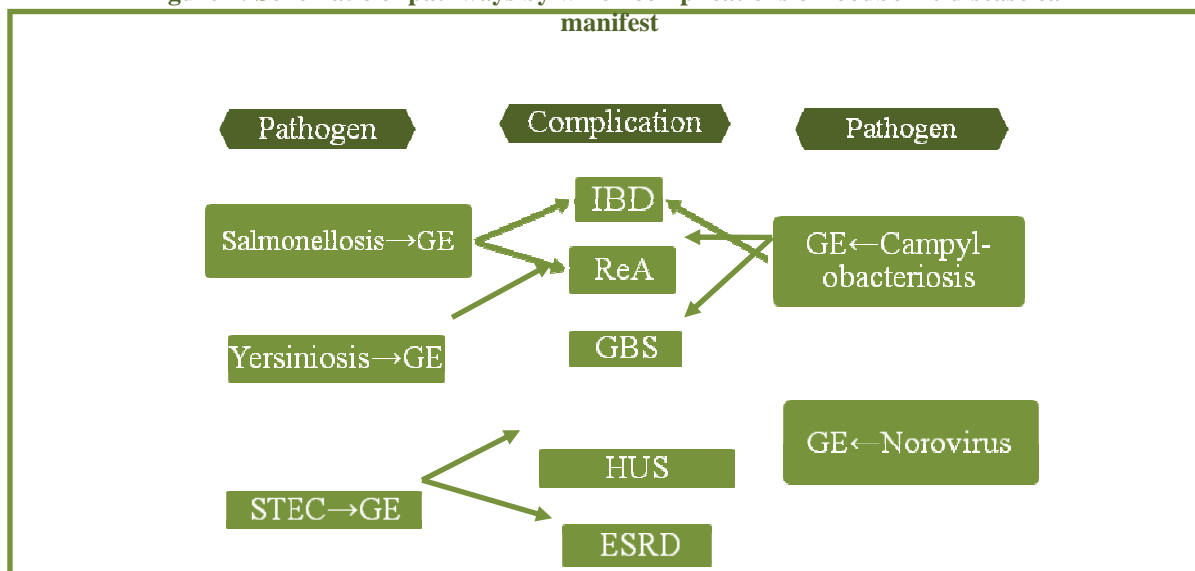 manifest
Pathogen
Complication
Pathogen
IBD
Salmonellosis→GE
GE←Campyl-
obacteriosis
ReA
GBS
Yersiniosis→GE
GE←Norovirus
HUS
STEC→GE
ESRD